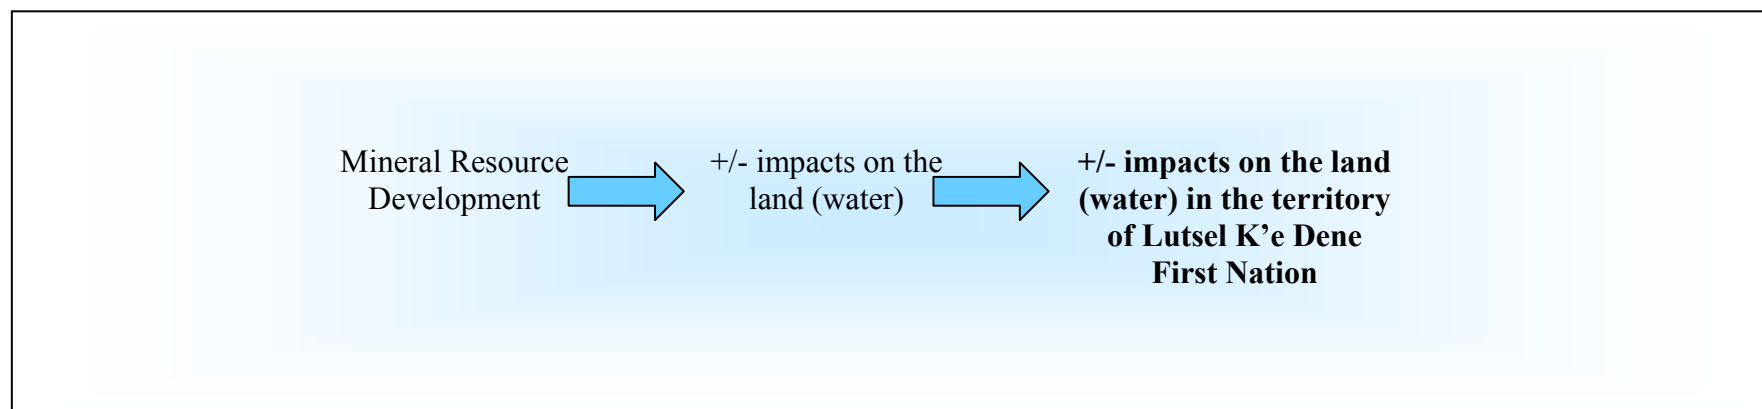 Mineral Resource
Development
+/- impacts on the
land (water)
+/- impacts on the land
(water) in the territory
of Lutsel K’e Dene
First Nation